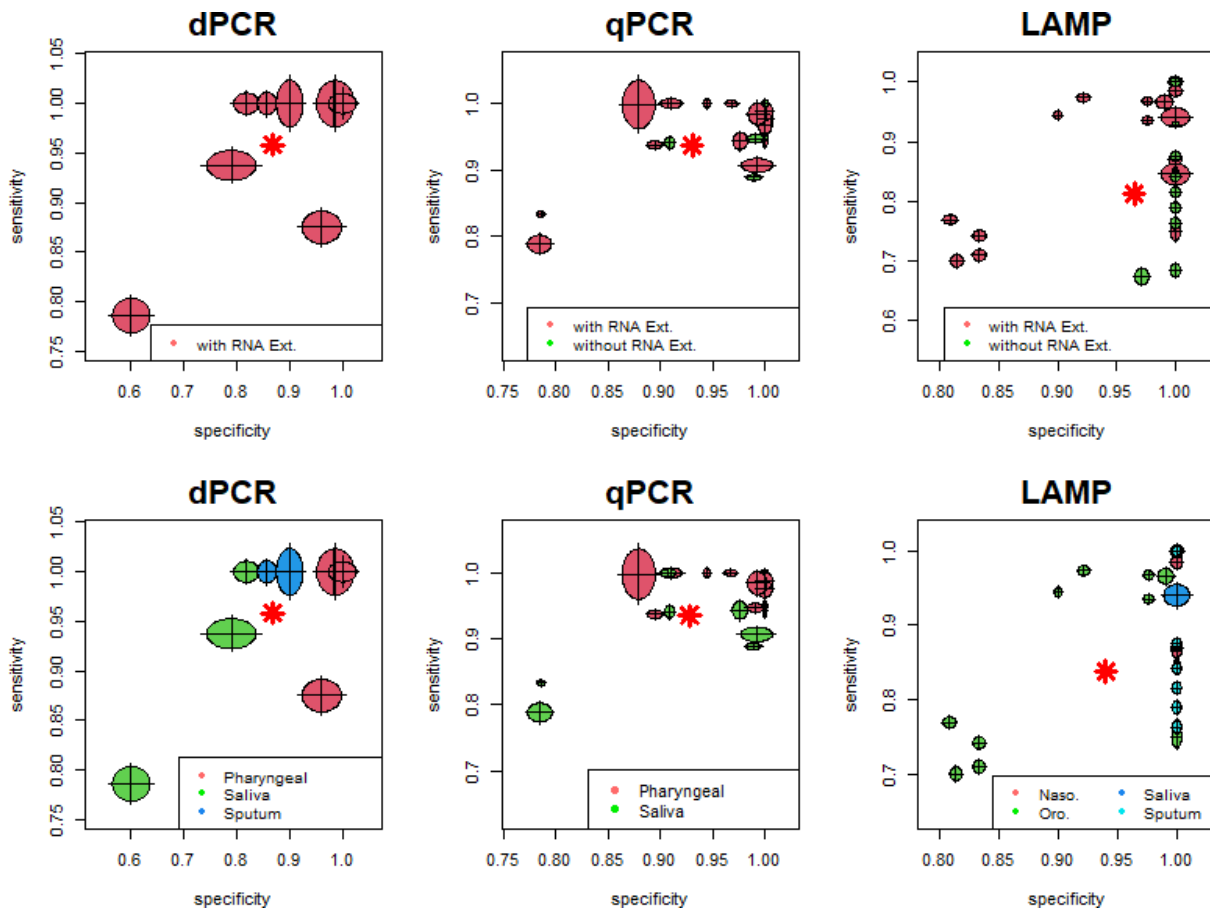 dPCR
qPCR
LAMP
sensitivity
1.05
1.00
0.95
0.90
0.85
0.80
0.75
with RNA Ext.
0.6 0.7 0.8 0.9 1.0
specificity
sensitivity
1.0
0.9
0.8
0.7
with RNA Ext.
without RNA Ext.
0.75 0.80 0.85 0.90 0.95 1.00
specificity
sensitivity
1.0
0.9
0.8
0.7
0.6
with RNA Ext.
without RNA Ext.
0.80 0.85 0.90 0.95 1.00
specificity
dPCR
qPCR
LAMP
sensitivity
1.05
1.00
0.95
0.90
0.85
0.80
0.75
Pharyngeal
Saliva
Sputum
0.6 0.7 0.8 0.9 1.0
specificity
sensitivity
1.0
0.9
0.8
0.7
Pharyngeal
Saliva
0.75 0.80 0.85 0.90 0.95 1.00
specificity
sensitivity
1.0
0.9
0.8
0.7
Naso. Saliva
Oro. Sputum
0.80 0.85 0.90 0.95 1.00
specificity